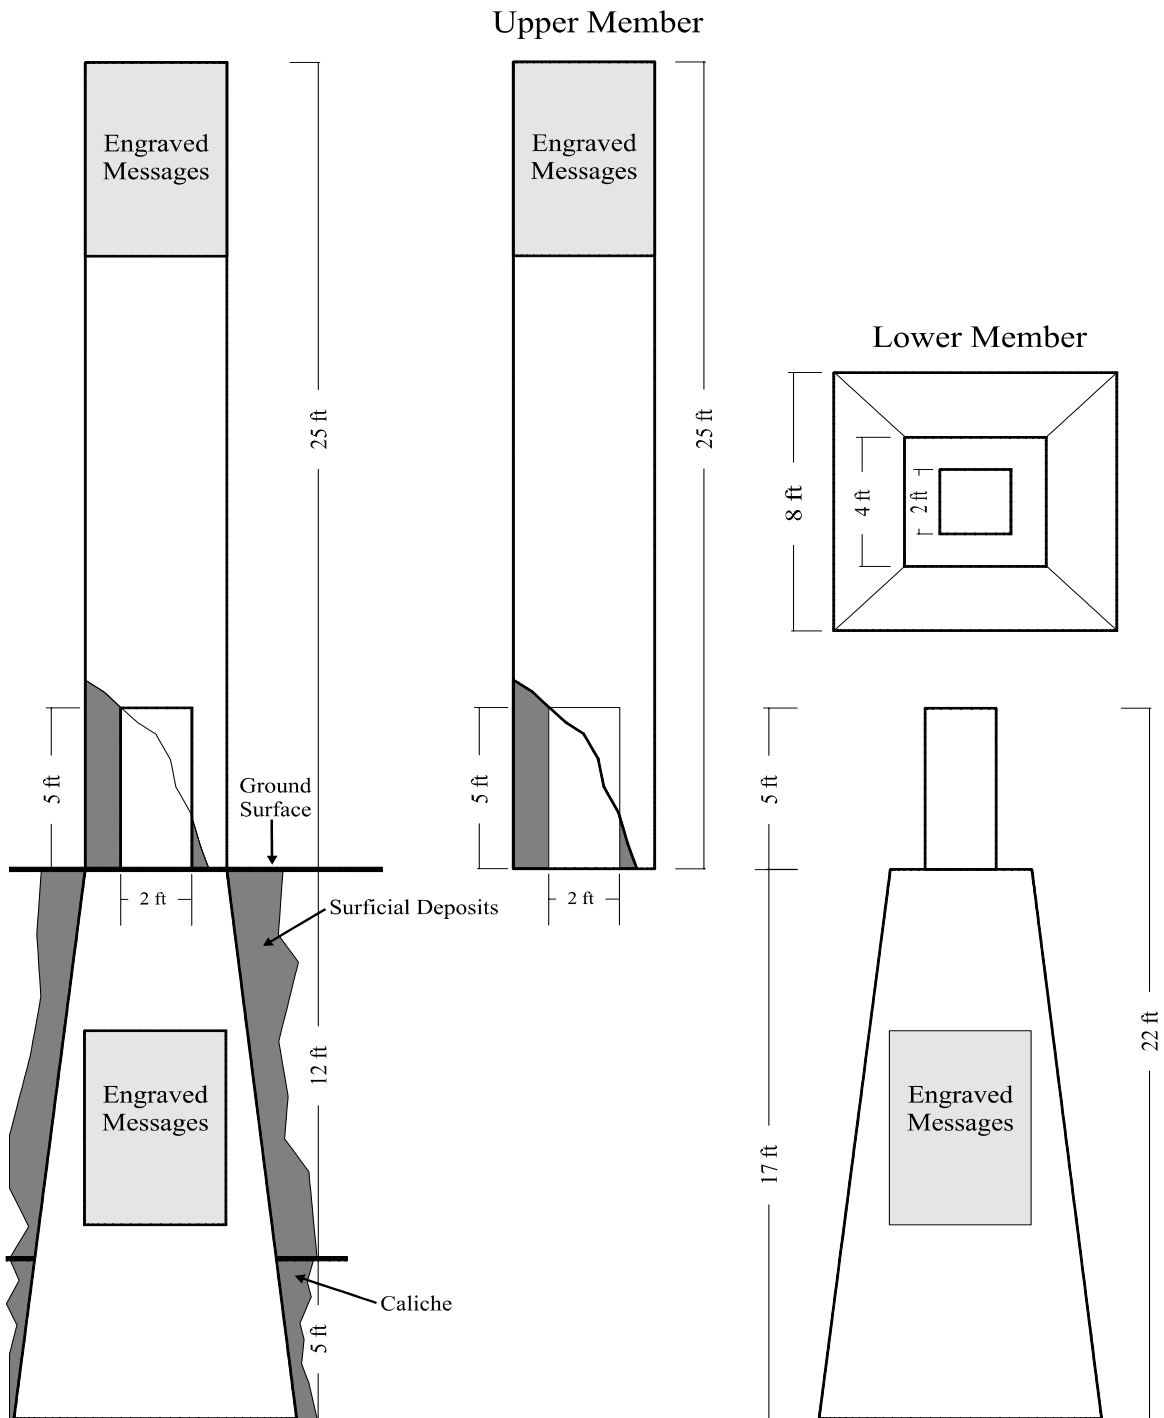 Upper Member
Engraved
Messages
25 ft
5 ft
Ground
Surface
2 ft
Surficial Deposits
12 ft
Engraved
Messages
Caliche
5 ft
Engraved
Messages
25 ft
5 ft
2 ft
Lower Member
8 ft
4 ft
2 ft
5 ft
22 ft
17 ft
Engraved
Messages